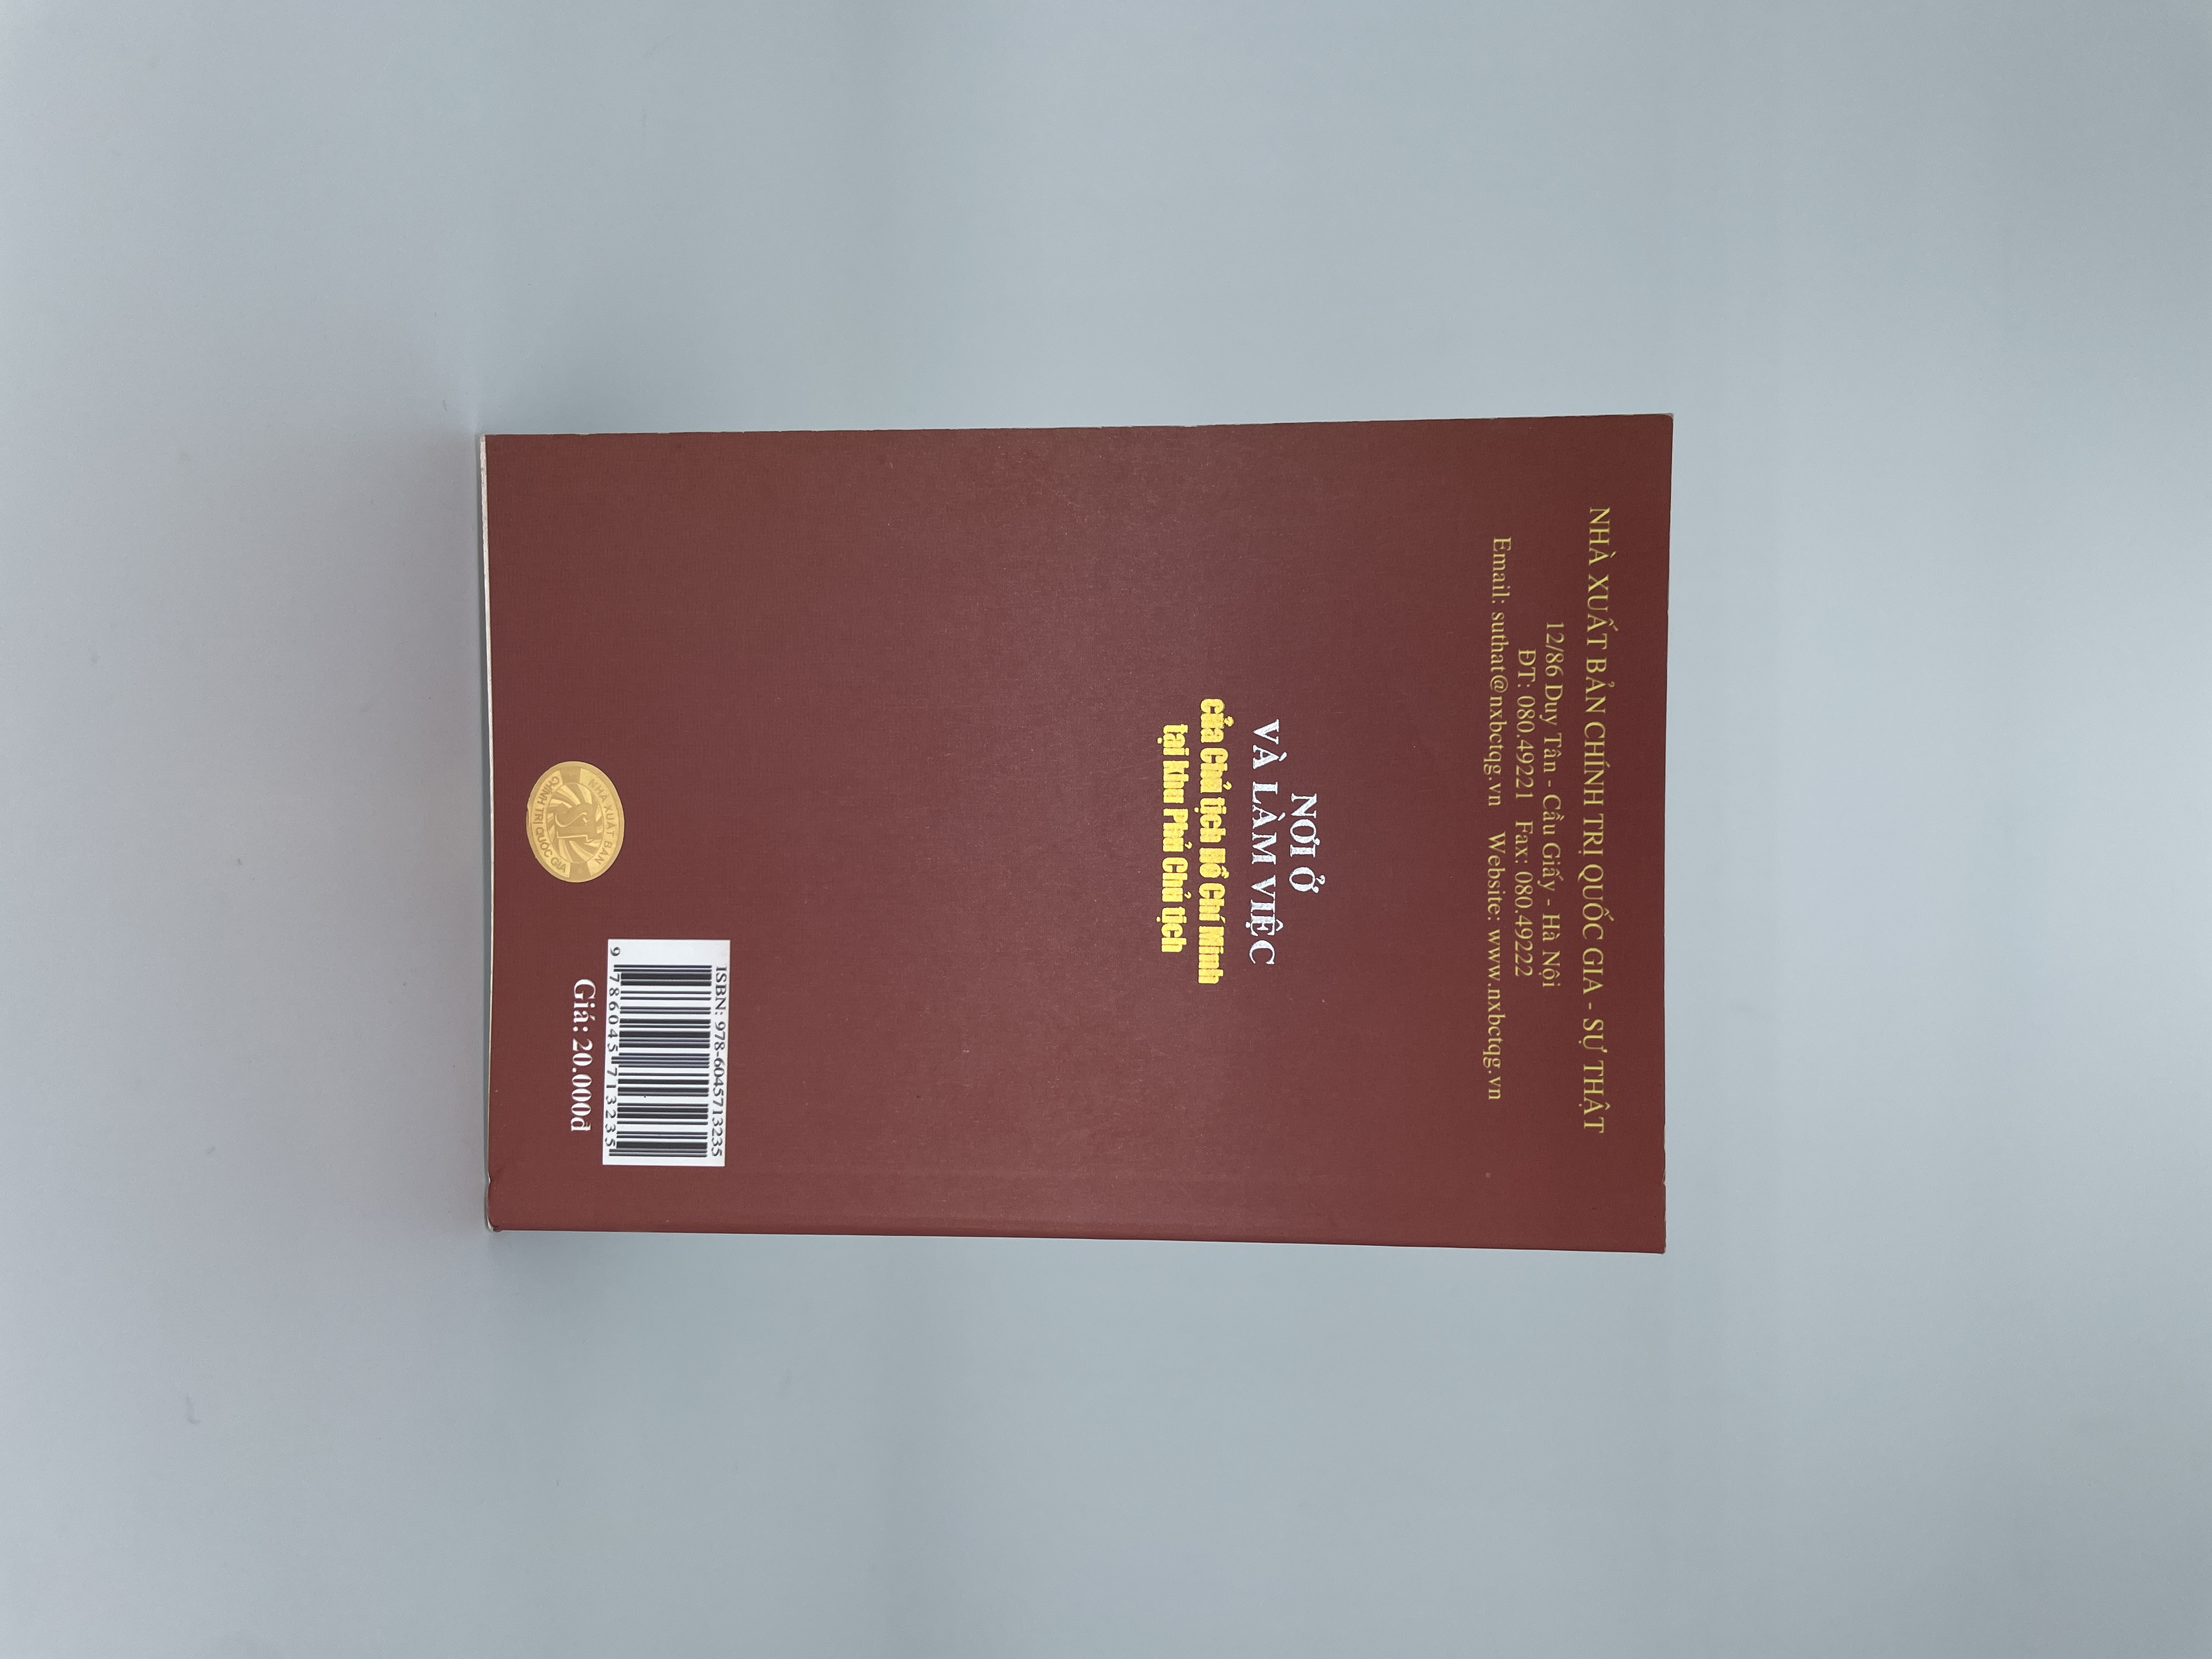 NHÀ XUẤT BẢN CHÍNH TRỊ QUỐC GIA - SỰ THẬT
12/86 Duy Tân - Cầu Giấy - Hà Nội
ĐT: 080.49221 Fax: 080.49222
Email: suthat@nxbctqg.vn Website: www.nxbctqg.vn
NƠI Ở
VÀ LÀM VIỆC
của Chủ tịch Hồ Chí Minh
tại Khu Phủ Chủ tịch
NHÀ XUẤT BẢN
CHÍNH TRỊ QUỐC GIA
ST
ISBN: 978-6045713235
9 786045 713235
Giá: 20.000đ